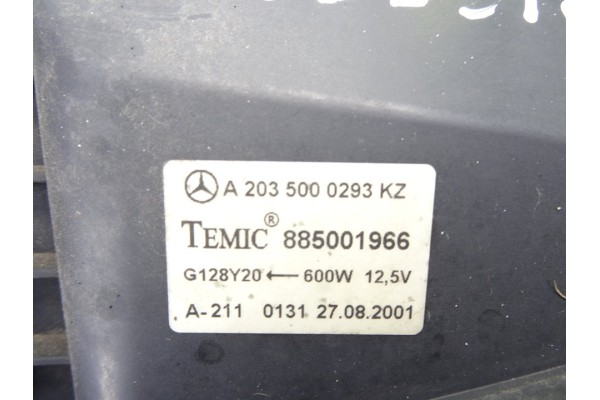 A 203 500 0293 KZ
TEMIC® 885001966
G128Y20 ← 600W 12,5V
A-211 0131 27.08.2001